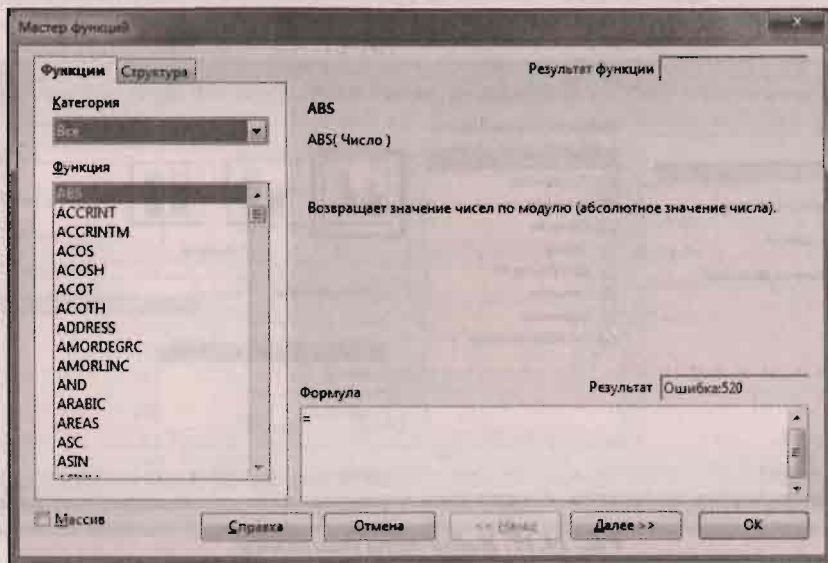 Мастер функций
Функции
Структура
Результат функции
Категория
Все
Функция
ABS
ACCRINT
ACCRINTM
ACOS
ACOSH
ACOT
ACOTH
ADDRESS
AMORDEGRC
AMORLINC
AND
ARABIC
AREAS
ASC
ASIN
ABS
ABS( Число )
Возвращает значение чисел по модулю (абсолютное значение числа).
Формула
Результат
Ошибка:520
=
Массив
Справка
Отмена
<< Назад
Далее >>
OK